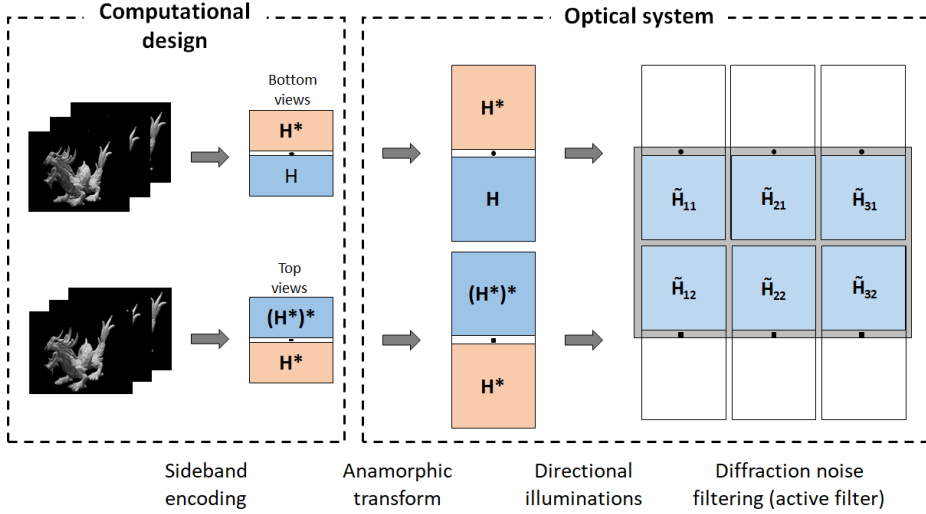 Computational
design
Optical system
Bottom
views
H*
H
Top
views
(H*)*
H*
H*
H
(H*)*
H*
H̃₁₁
H̃₂₁
H̃₃₁
H̃₁₂
H̃₂₂
H̃₃₂
Sideband
encoding
Anamorphic
transform
Directional
illuminations
Diffraction noise
filtering (active filter)